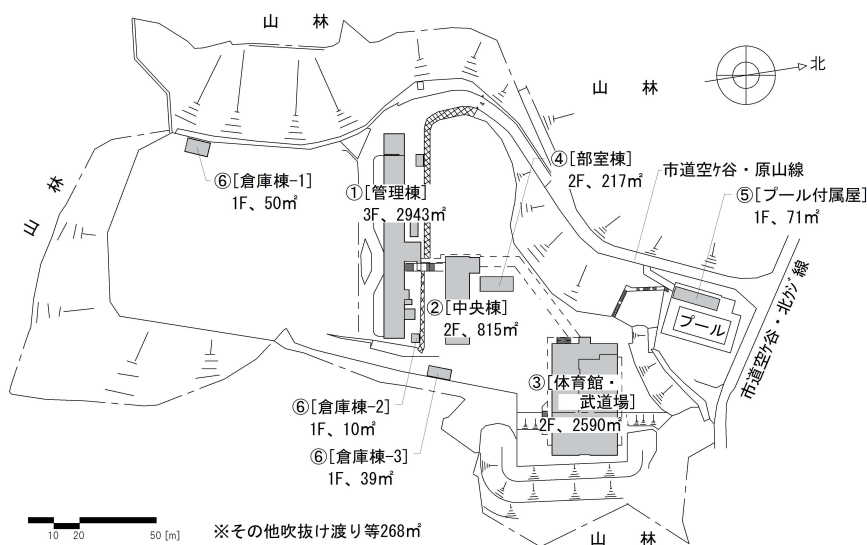 山　林
北
山　林
④[部室棟]
2F、217㎡
市道空ケ谷・原山線
⑤[プール付属屋]
1F、71㎡
⑥[倉庫棟-1]
1F、50㎡
①[管理棟]
3F、2943㎡
山　林
②[中央棟]
2F、815㎡
プール
市道空ケ谷・北クジ線
③[体育館・
武道場]
2F、2590㎡
⑥[倉庫棟-2]
1F、10㎡
⑥[倉庫棟-3]
1F、39㎡
10 20 50 [m]
※その他吹抜け渡り等268㎡
山　林